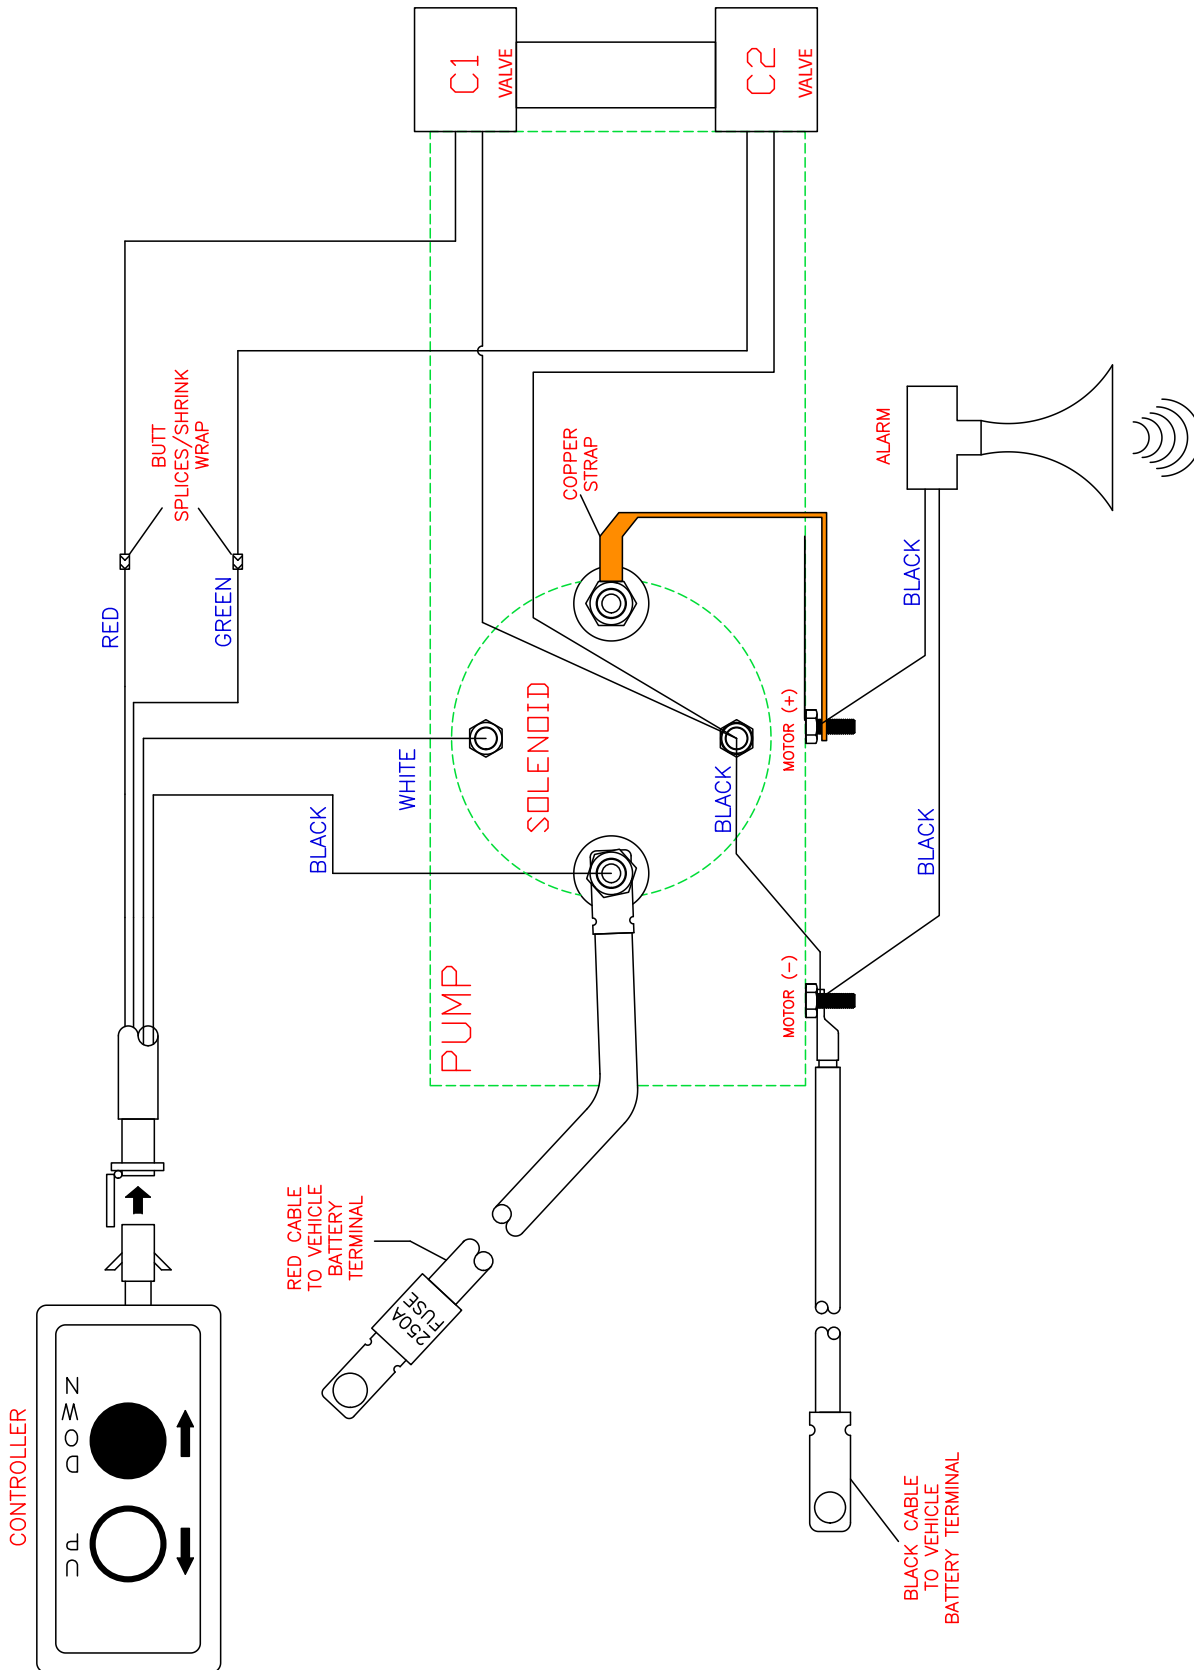 C1
VALVE
C2
VALVE
BUTT
SPLICES/SHRINK
WRAP
RED
GREEN
COPPER
STRAP
ALARM
BLACK
SOLENOID
MOTOR (+)
WHITE
BLACK
BLACK
BLACK
PUMP
MOTOR (-)
RED CABLE
TO VEHICLE
BATTERY
TERMINAL
250A
FUSE
CONTROLLER
UP
DOWN
BLACK CABLE
TO VEHICLE
BATTERY TERMINAL